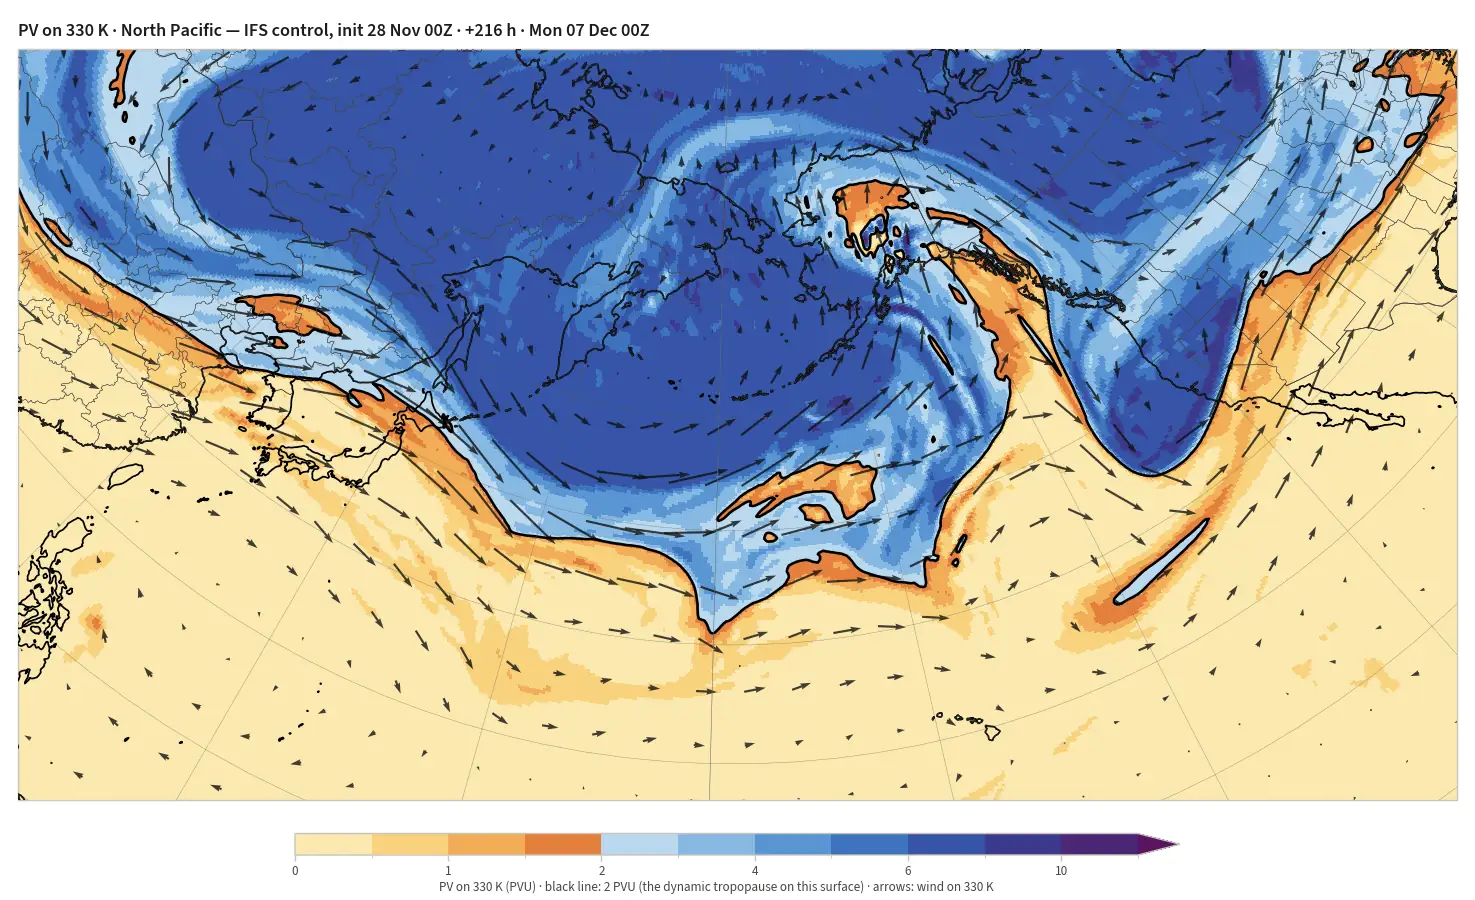 PV on 330 K · North Pacific — IFS control, init 28 Nov 00Z · +216 h · Mon 07 Dec 00Z
0 1 2 4 6 10
PV on 330 K (PVU) · black line: 2 PVU (the dynamic tropopause on this surface) · arrows: wind on 330 K